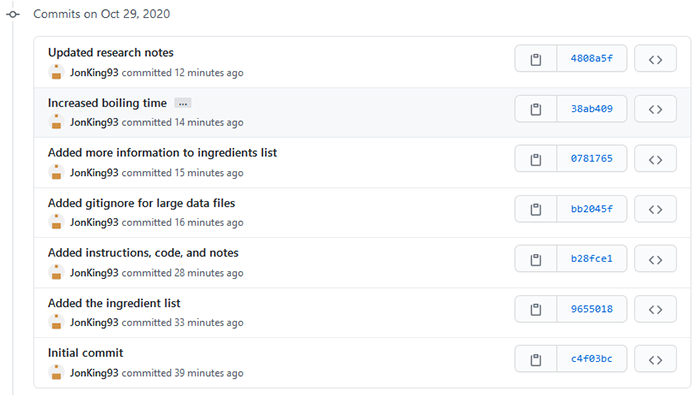 Commits on Oct 29, 2020
Updated research notes
JonKing93 committed 12 minutes ago
4808a5f
Increased boiling time ...
JonKing93 committed 14 minutes ago
38ab409
Added more information to ingredients list
JonKing93 committed 15 minutes ago
0781765
Added gitignore for large data files
JonKing93 committed 16 minutes ago
bb2045f
Added instructions, code, and notes
JonKing93 committed 28 minutes ago
b28fce1
Added the ingredient list
JonKing93 committed 33 minutes ago
9655018
Initial commit
JonKing93 committed 39 minutes ago
c4f03bc